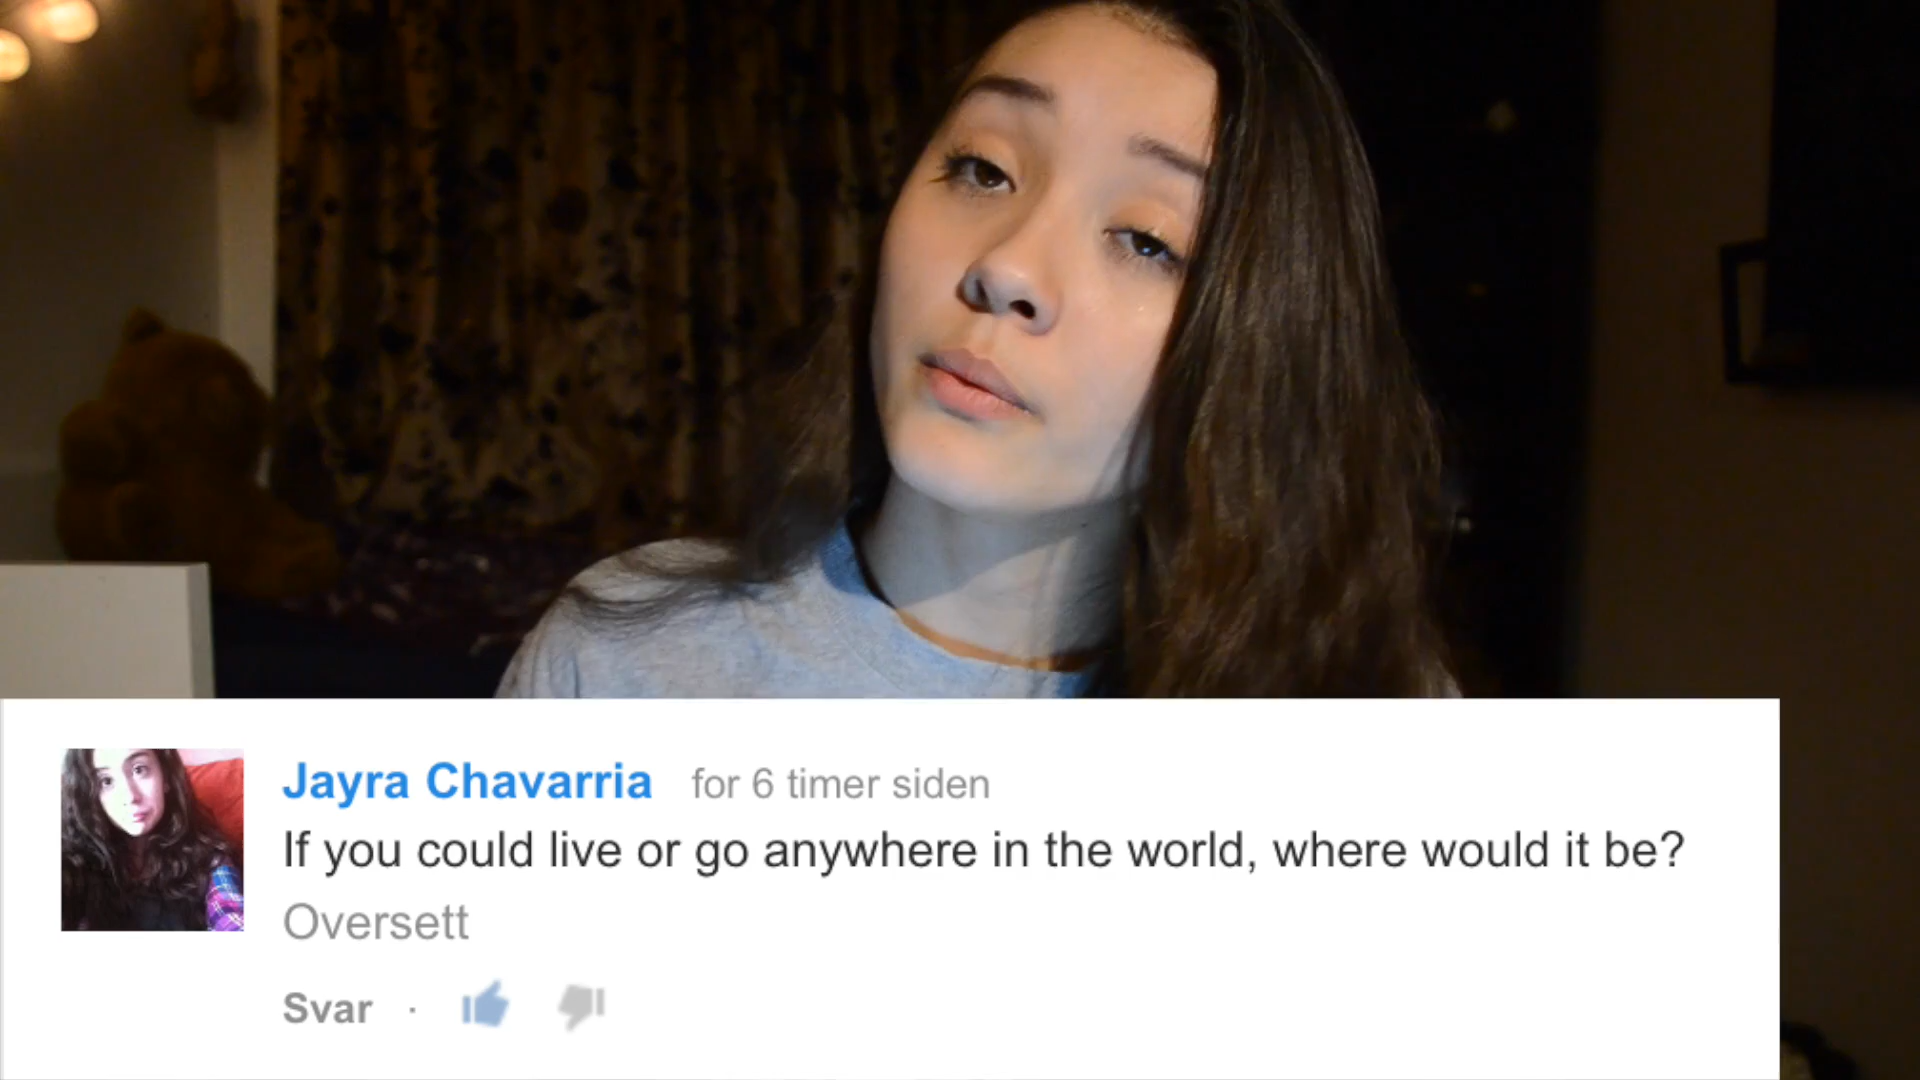 Jayra Chavarria for 6 timer siden
If you could live or go anywhere in the world, where would it be?
Oversett
Svar ·